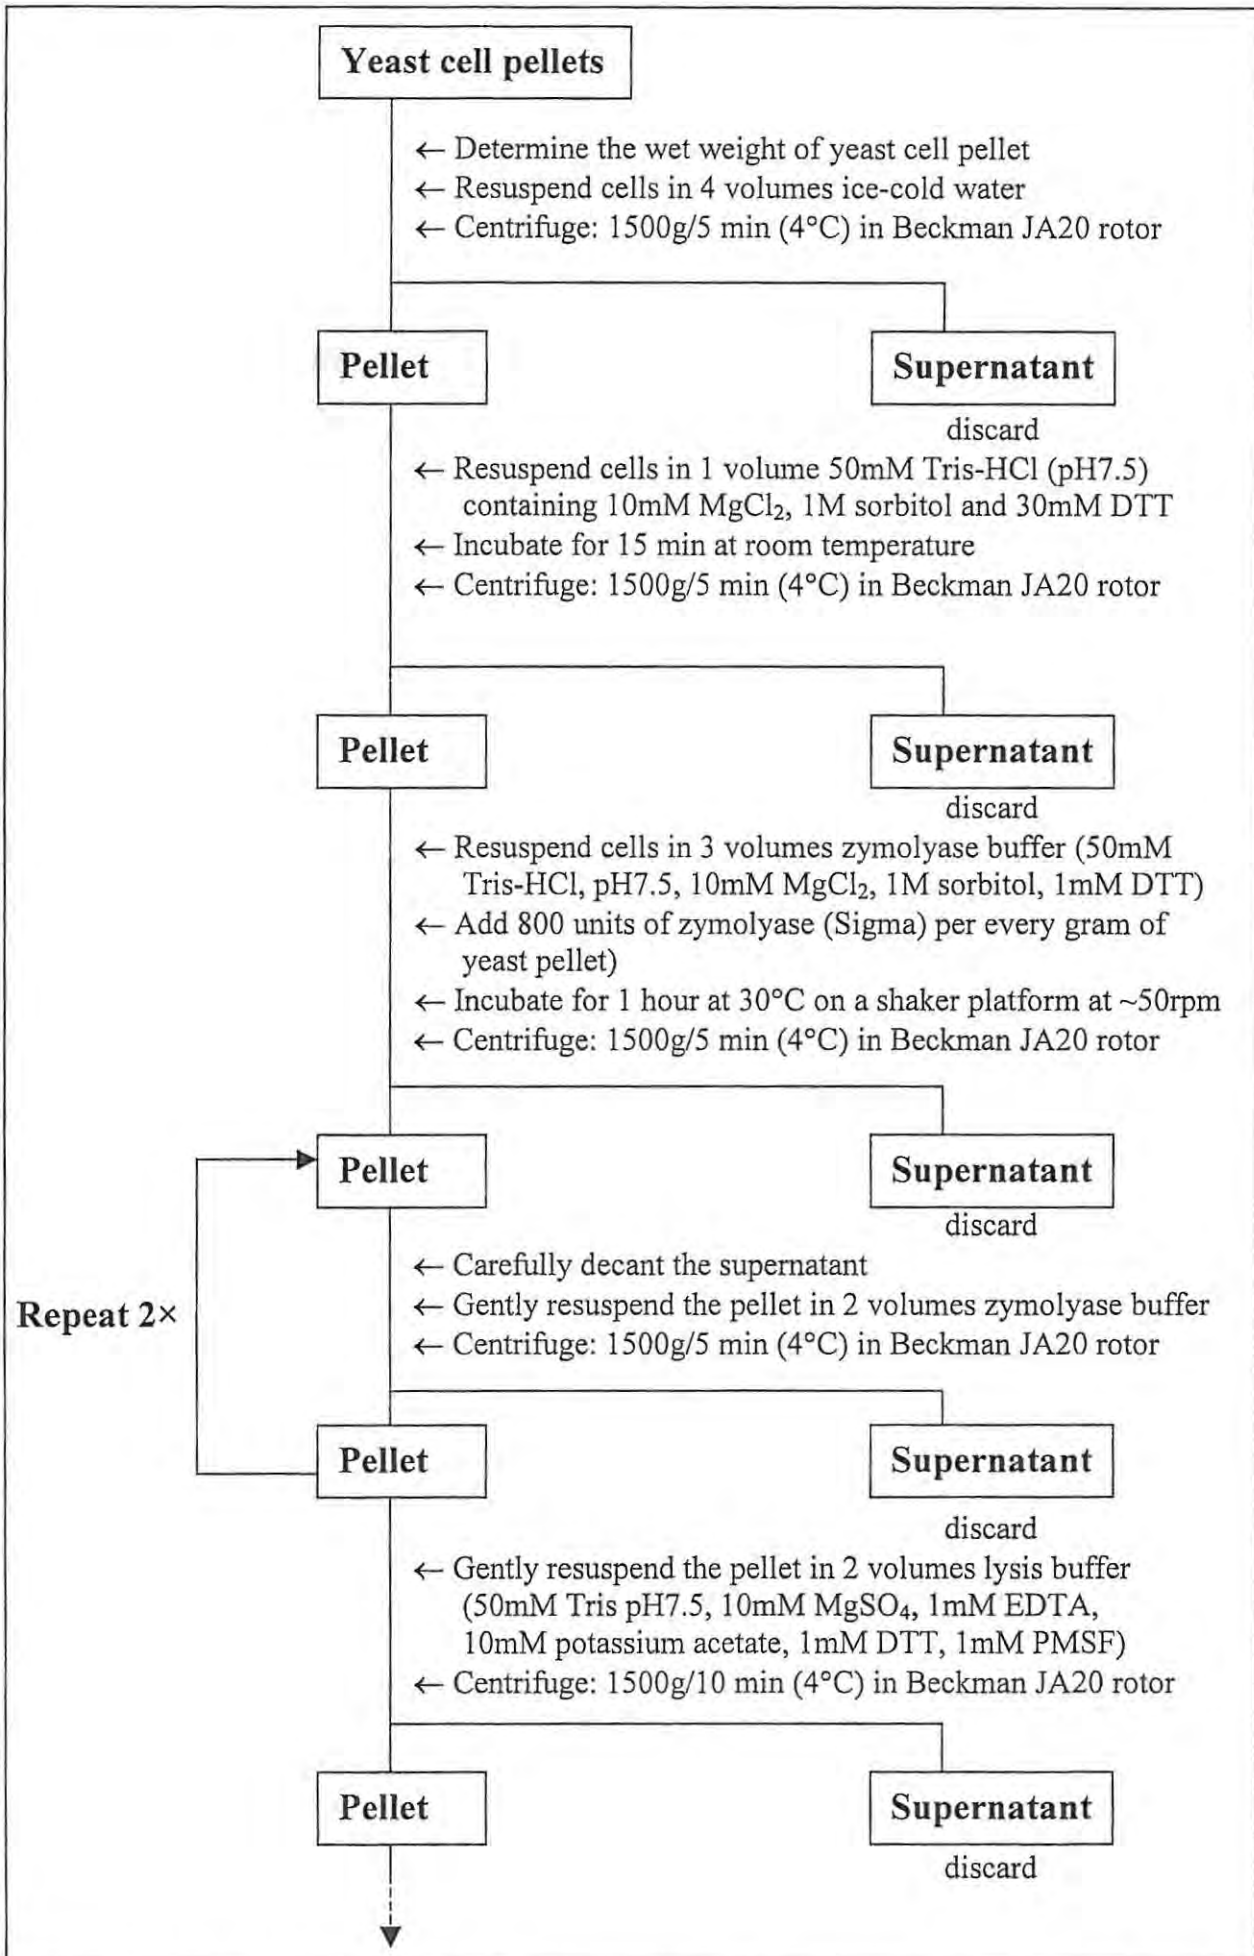 Yeast cell pellets
← Determine the wet weight of yeast cell pellet
← Resuspend cells in 4 volumes ice-cold water
← Centrifuge: 1500g/5 min (4°C) in Beckman JA20 rotor
Pellet
Supernatant
discard
← Resuspend cells in 1 volume 50mM Tris-HCl (pH7.5)
containing 10mM MgCl₂, 1M sorbitol and 30mM DTT
← Incubate for 15 min at room temperature
← Centrifuge: 1500g/5 min (4°C) in Beckman JA20 rotor
Pellet
Supernatant
discard
← Resuspend cells in 3 volumes zymolyase buffer (50mM
Tris-HCl, pH7.5, 10mM MgCl₂, 1M sorbitol, 1mM DTT)
← Add 800 units of zymolyase (Sigma) per every gram of
yeast pellet)
← Incubate for 1 hour at 30°C on a shaker platform at ~50rpm
← Centrifuge: 1500g/5 min (4°C) in Beckman JA20 rotor
Pellet
Supernatant
discard
← Carefully decant the supernatant
← Gently resuspend the pellet in 2 volumes zymolyase buffer
← Centrifuge: 1500g/5 min (4°C) in Beckman JA20 rotor
Repeat 2×
Pellet
Supernatant
discard
← Gently resuspend the pellet in 2 volumes lysis buffer
(50mM Tris pH7.5, 10mM MgSO₄, 1mM EDTA,
10mM potassium acetate, 1mM DTT, 1mM PMSF)
← Centrifuge: 1500g/10 min (4°C) in Beckman JA20 rotor
Pellet
Supernatant
discard